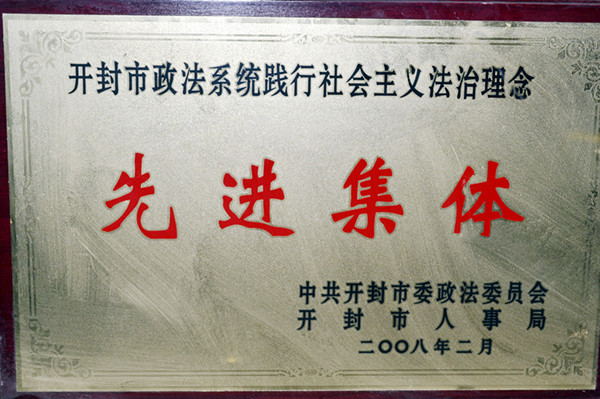 开封市政法系统践行社会主义法治理念
先进集体
中共开封市委政法委员会
开封市人事局
二〇〇八年二月